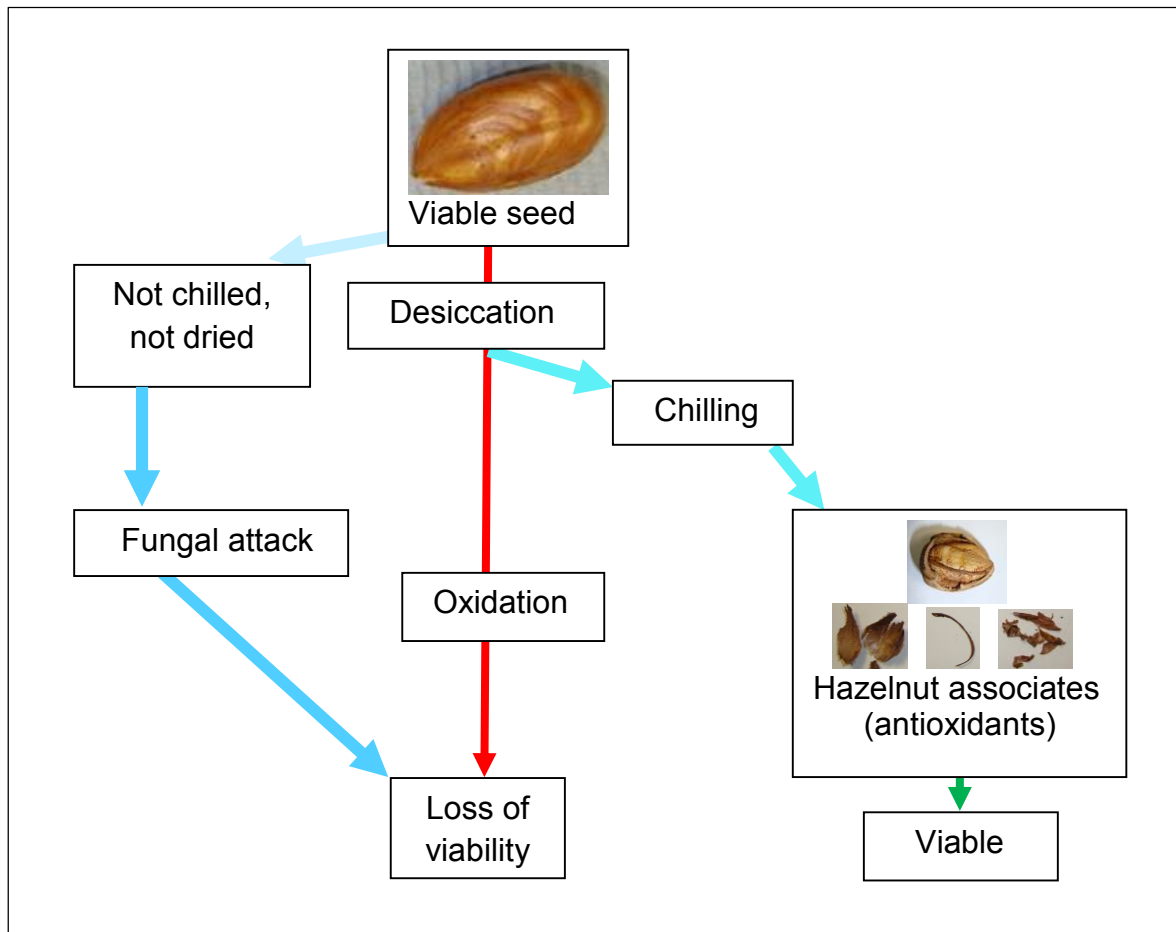 Viable seed
Not chilled,
not dried
Desiccation
Chilling
Fungal attack
Oxidation
Hazelnut associates
(antioxidants)
Loss of
viability
Viable